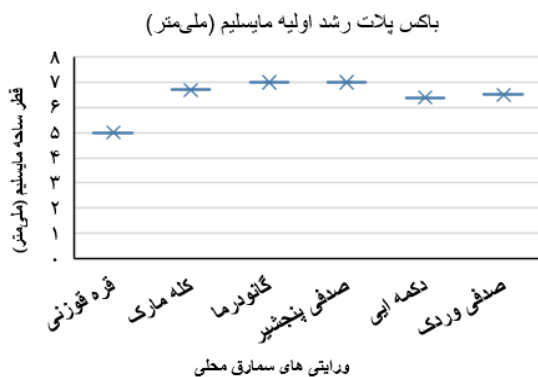 باکس پلات رشد اولیه مایسلیم (ملی‌متر)
قطر ساحه مایسلیم (ملی‌متر)
۸
۷
۶
۵
۴
۳
۲
۱
۰
قره قوزنی
کله مارک
گانودرما
صدفی پنجشیر
دکمه ایی
صدفی وردک
ورایتی های سمارق محلی